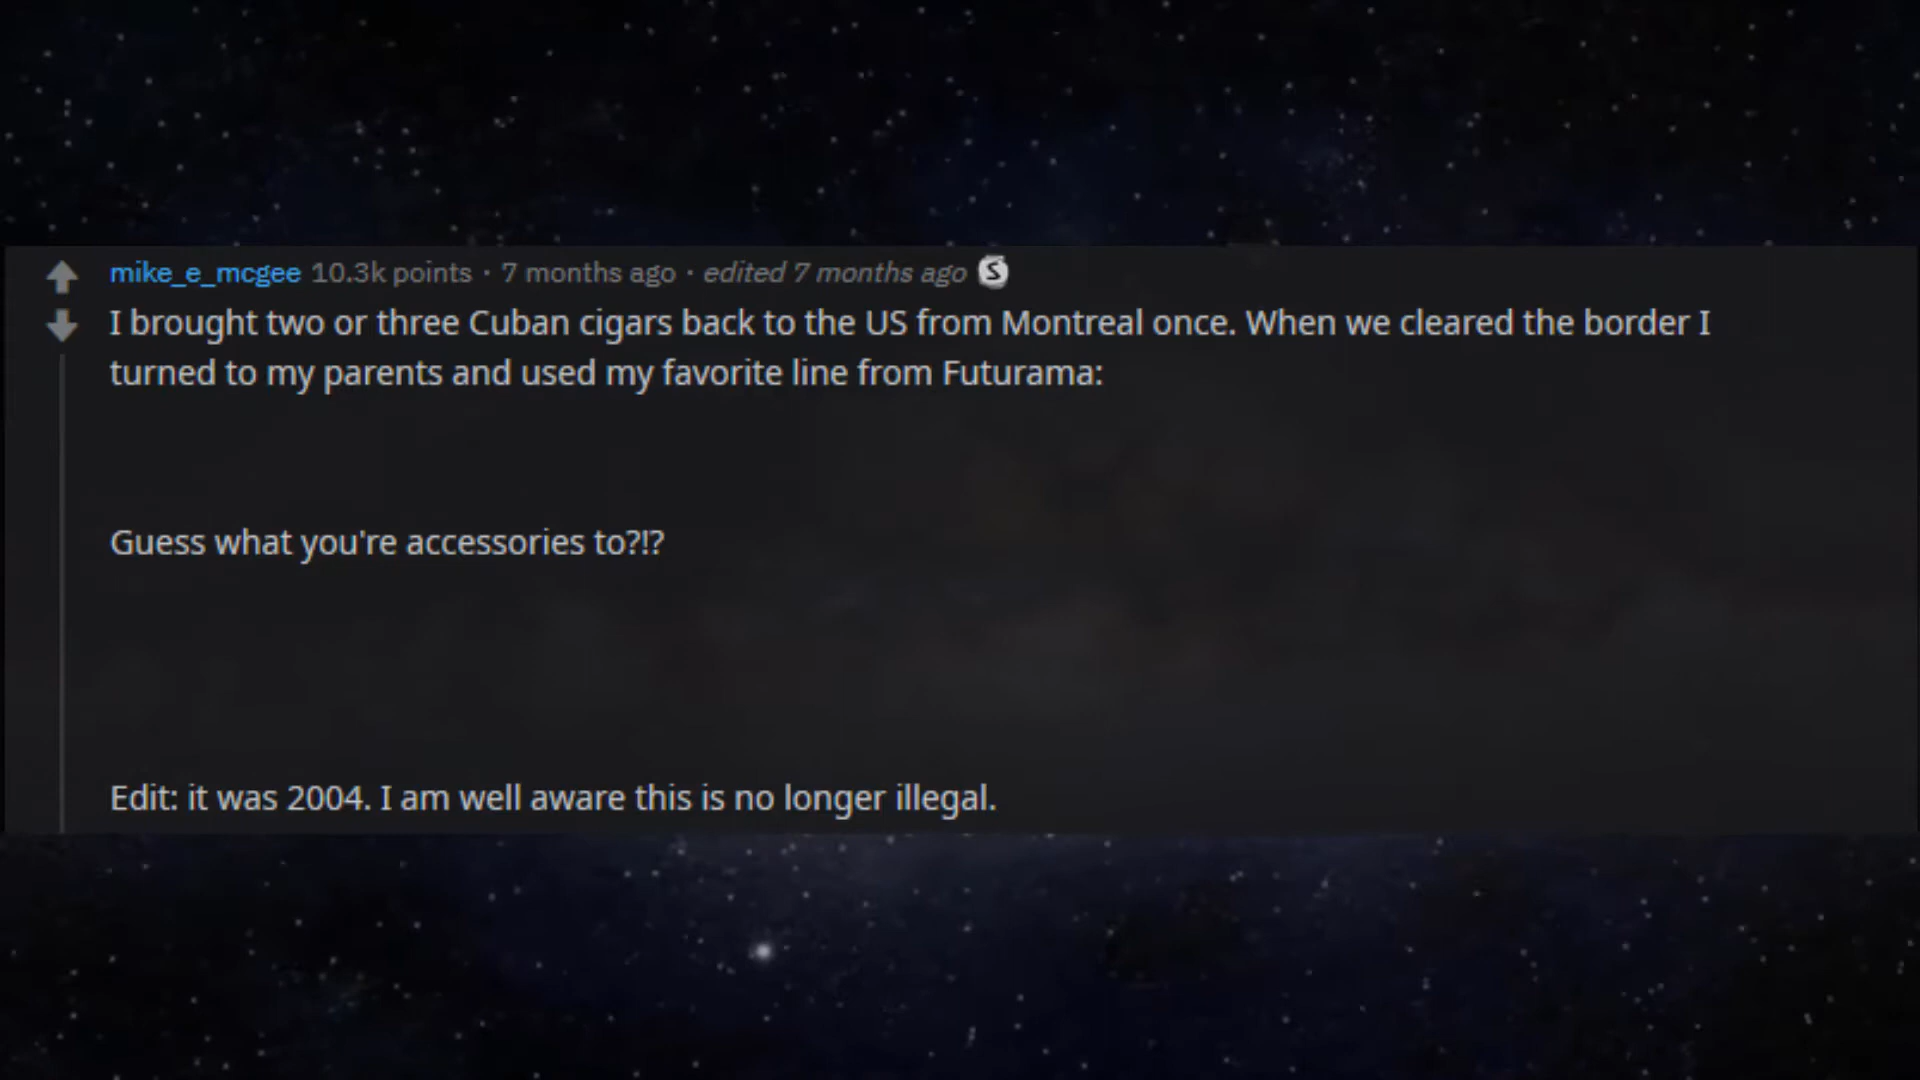 mike_e_mcgee 10.3k points · 7 months ago · edited 7 months ago S
I brought two or three Cuban cigars back to the US from Montreal once. When we cleared the border I
turned to my parents and used my favorite line from Futurama:
Guess what you're accessories to?!?
Edit: it was 2004. I am well aware this is no longer illegal.